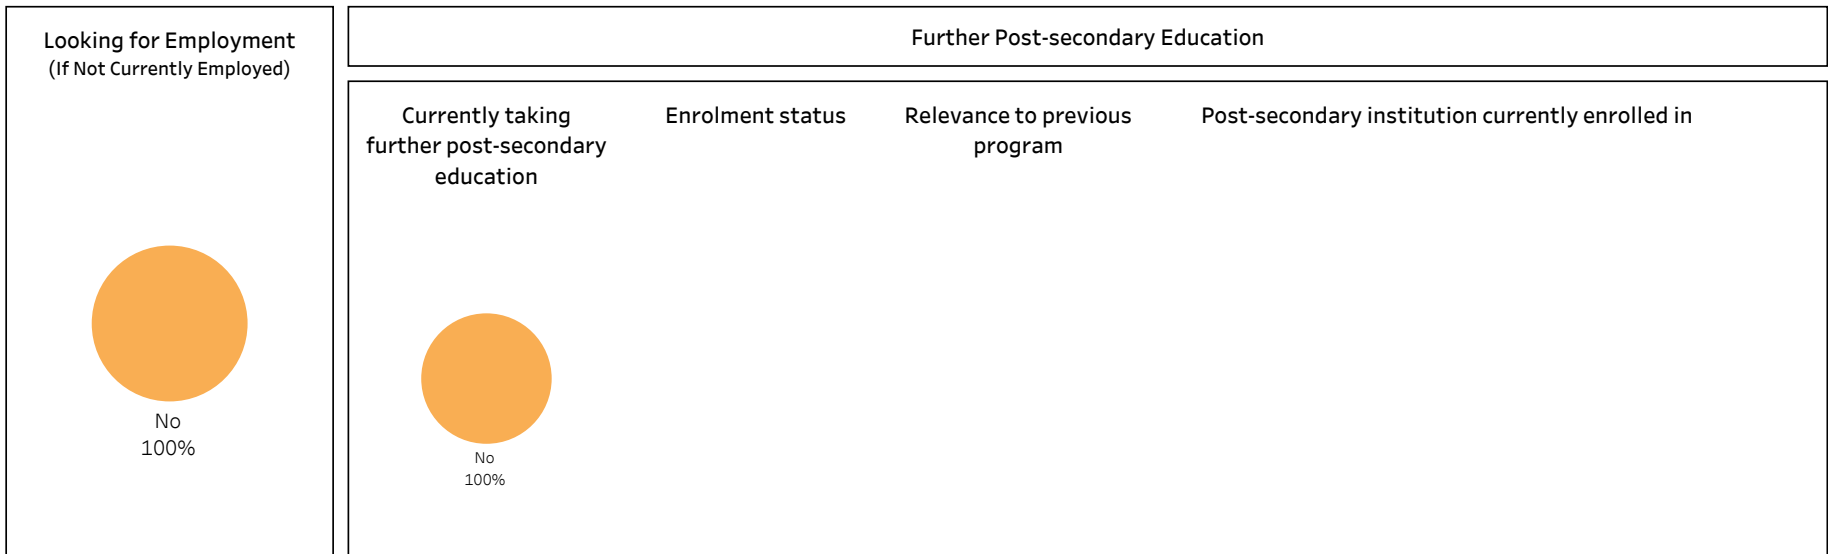 Looking for Employment
(If Not Currently Employed)
No
100%
Further Post-secondary Education
Currently taking
further post-secondary
education
No
100%
Enrolment status
Relevance to previous
program
Post-secondary institution currently enrolled in